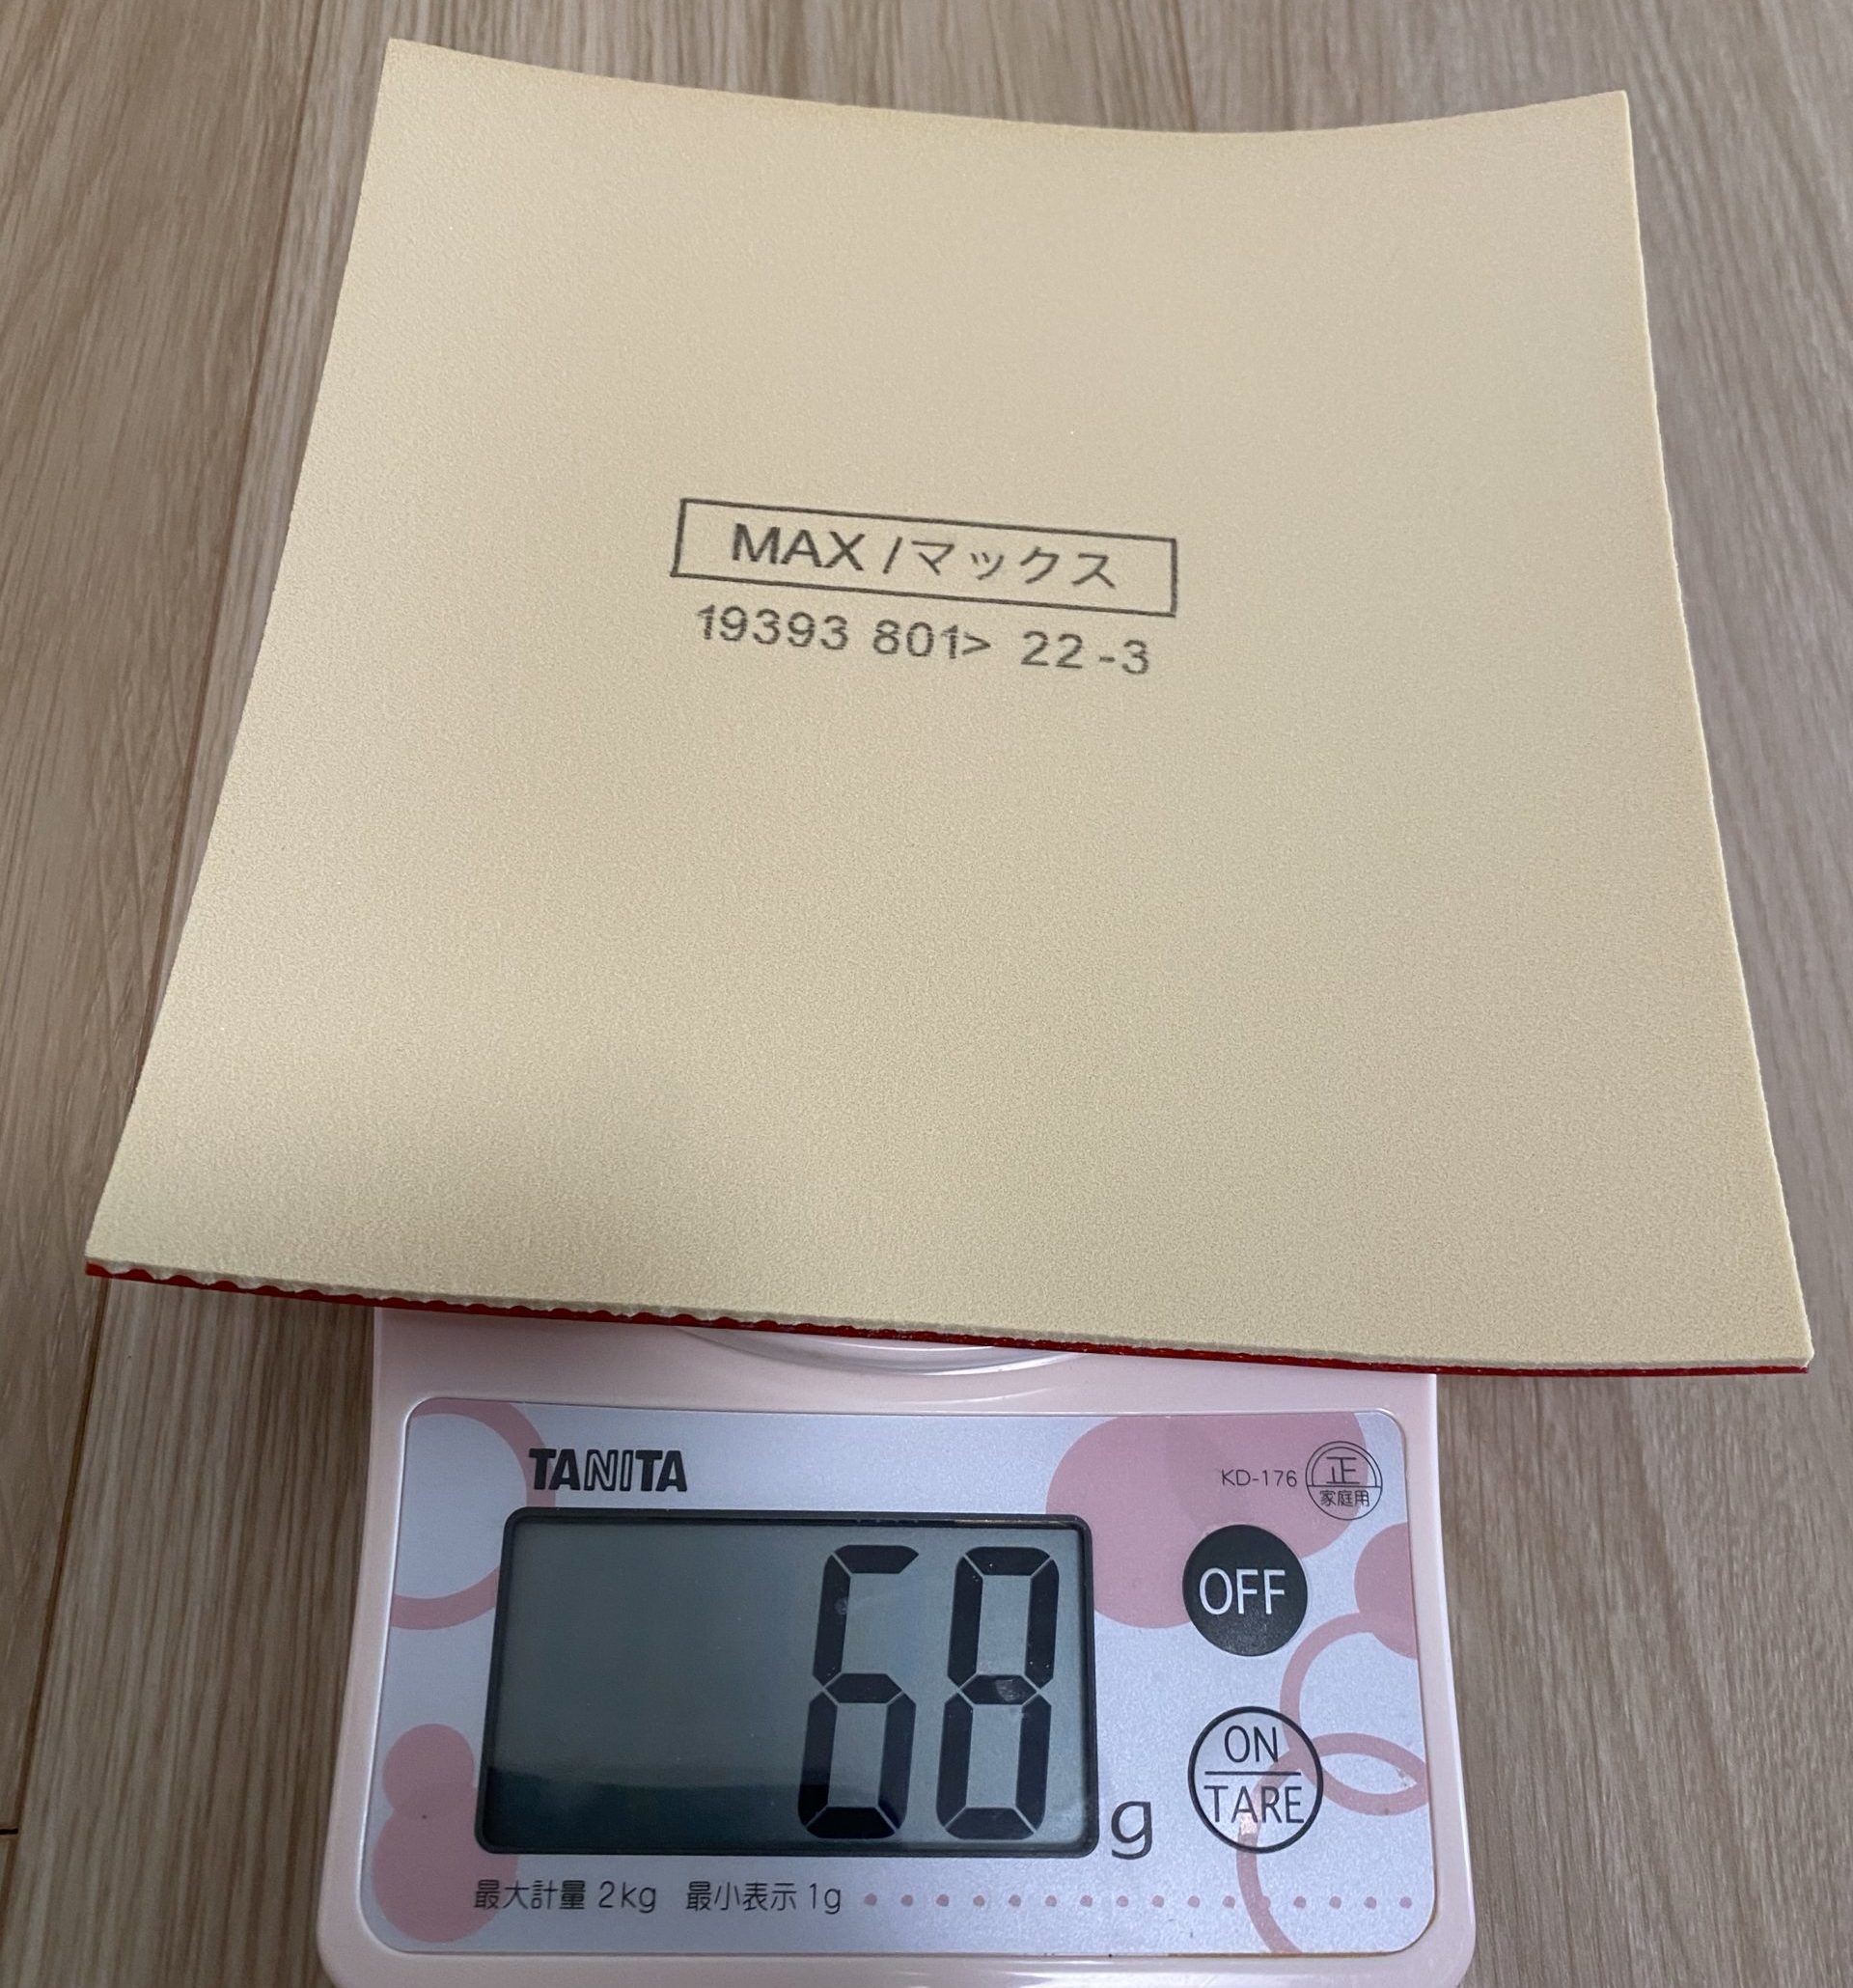 MAX /マックス
19393 801> 22-3
TANITA
KD-176
正
家庭用
68 g
OFF
ON
TARE
最大計量 2kg 最小表示 1g